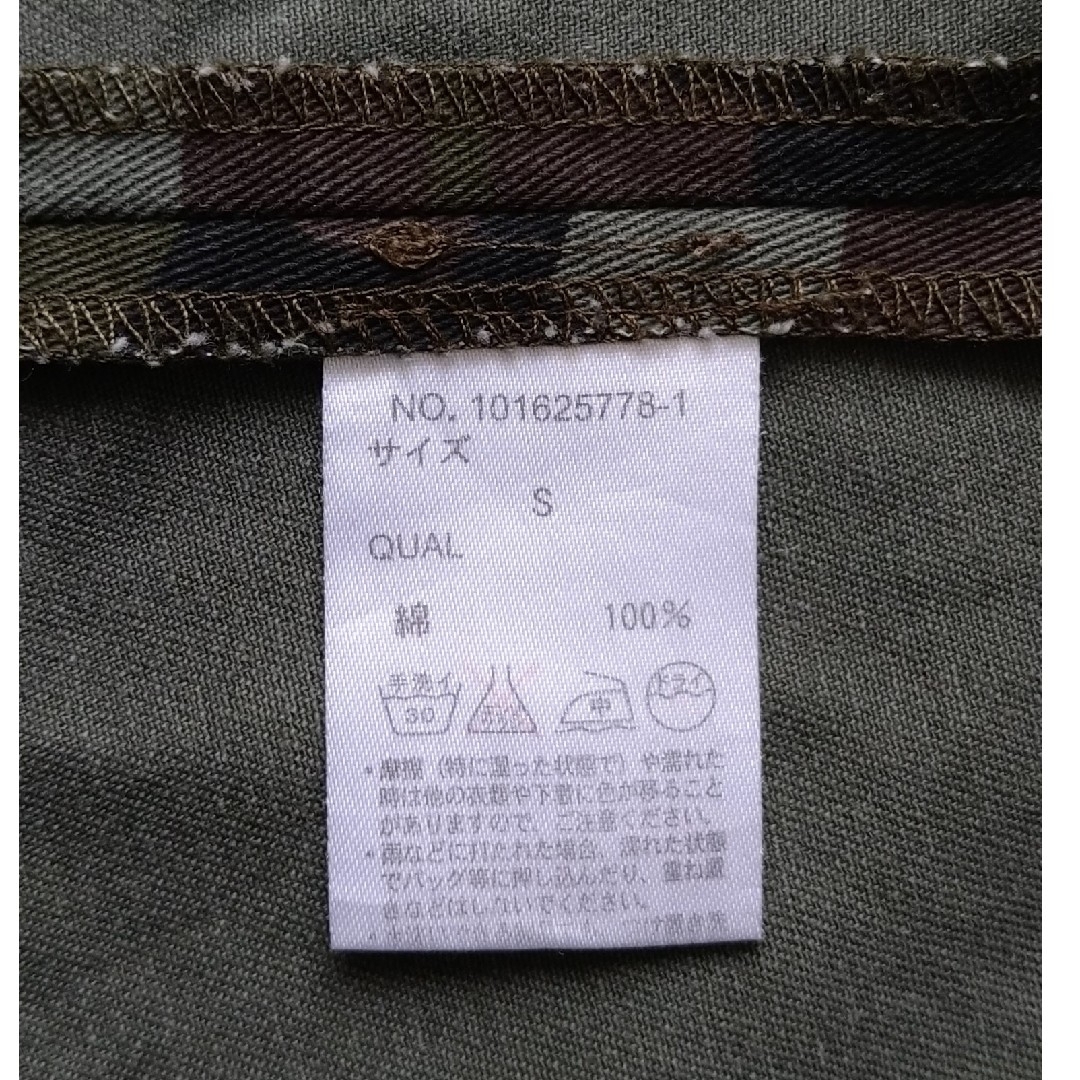 NO. 101625778-1
サイズ
S
QUAL
綿 100%
手洗イ 30
中
ドライ
・摩擦(特に湿った状態で)や濡れた
時は他の衣類や下着に色が移ること
がありますので、ご注意ください。
・雨などに打たれた場合、濡れた状態
でバッグ等に押し込んだり、重ね置
きなどはしないでください。